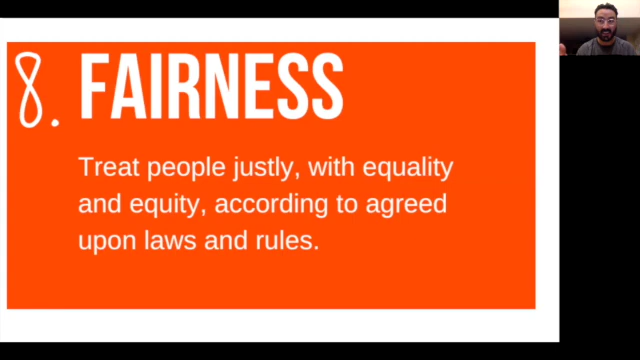 8. FAIRNESS
Treat people justly, with equality
and equity, according to agreed
upon laws and rules.